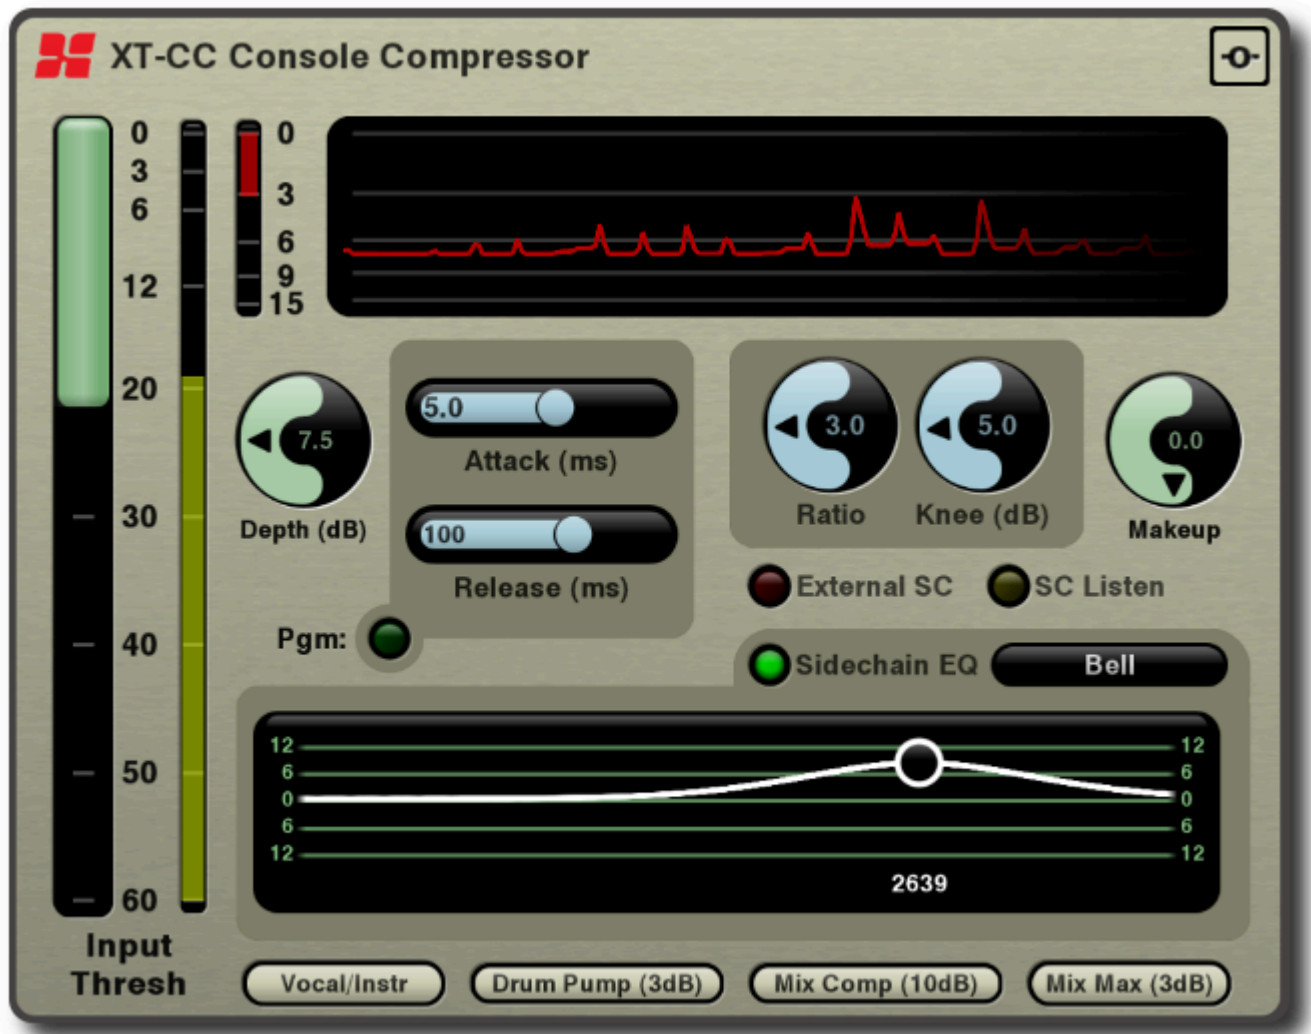 XT-CC Console Compressor
0
3
6
12
20
30
40
50
60
0
3
6
9
15
7.5
Depth (dB)
5.0
Attack (ms)
100
Release (ms)
Pgm:
3.0
Ratio
5.0
Knee (dB)
0.0
Makeup
External SC
SC Listen
Sidechain EQ
Bell
12
6
0
6
12
12
6
0
6
12
2639
Input
Thresh
Vocal/Instr
Drum Pump (3dB)
Mix Comp (10dB)
Mix Max (3dB)